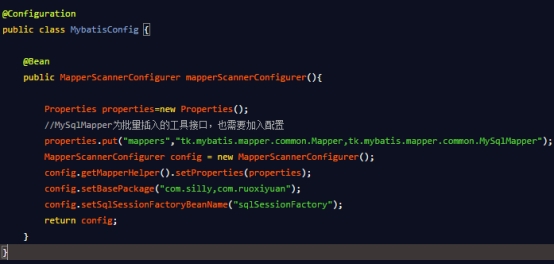 @Configuration
public class MybatisConfig {
@Bean
public MapperScannerConfigurer mapperScannerConfigurer(){
Properties properties=new Properties();
//MySqlMapper为批量插入的工具接口，也需要加入配置
properties.put("mappers","tk.mybatis.mapper.common.Mapper,tk.mybatis.mapper.common.MySqlMapper");
MapperScannerConfigurer config = new MapperScannerConfigurer();
config.getMapperHelper().setProperties(properties);
config.setBasePackage("com.silly,com.ruoxiyuan");
config.setSqlSessionFactoryBeanName("sqlSessionFactory");
return config;
}
}